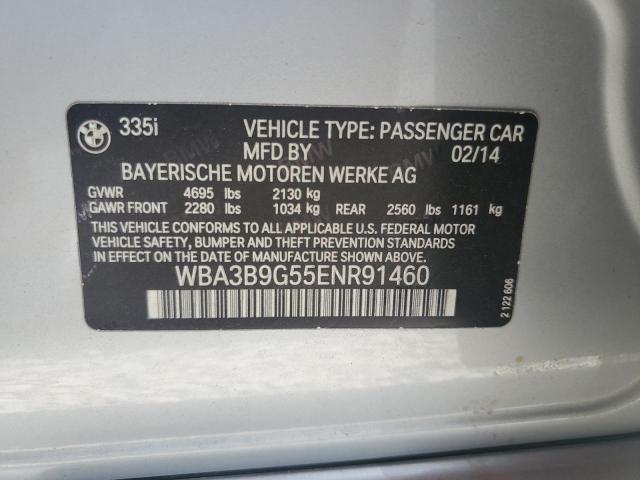 BMW 335i VEHICLE TYPE: PASSENGER CAR
MFD BY 02/14
BAYERISCHE MOTOREN WERKE AG
GVWR 4695 lbs 2130 kg
GAWR FRONT 2280 lbs 1034 kg REAR 2560 lbs 1161 kg
THIS VEHICLE CONFORMS TO ALL APPLICABLE U.S. FEDERAL MOTOR
VEHICLE SAFETY, BUMPER AND THEFT PREVENTION STANDARDS
IN EFFECT ON THE DATE OF MANUFACTURE SHOWN ABOVE.
WBA3B9G55ENR91460
2 122 606